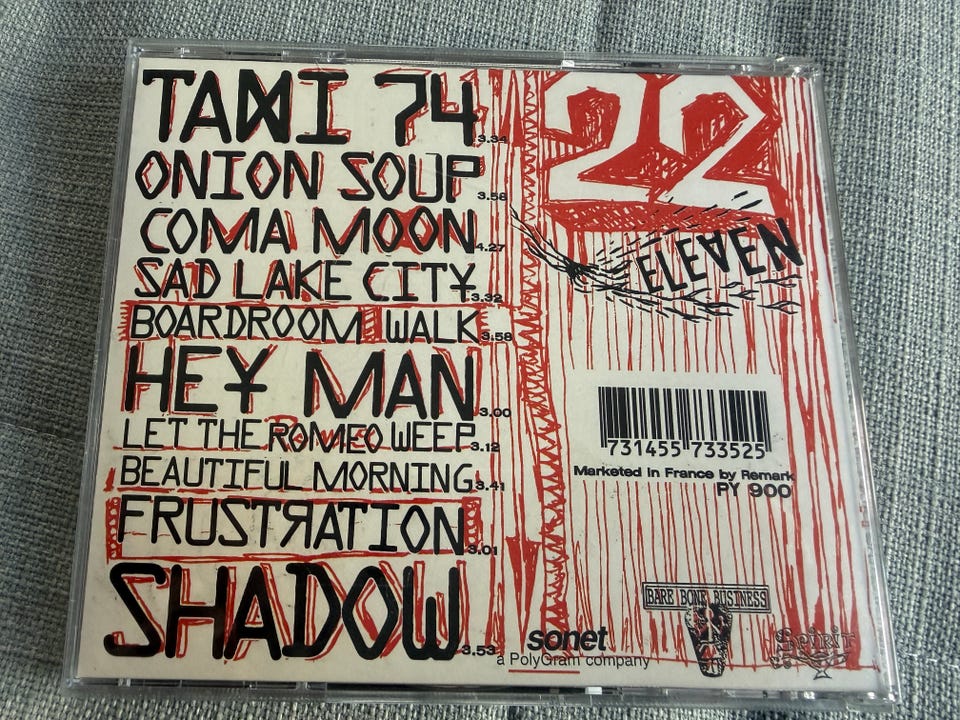 TAXI 74 3.34
ONION SOUP 3.58
COMA MOON 4.27
SAD LAKE CITY 3.32
BOARDROOM WALK 3.58
HEY MAN 3.00
LET THE ROMEO WEEP 3.12
BEAUTIFUL MORNING 3.41
FRUSTRATION 3.01
SHADOW 3.53
22
ELEVEN
731455 733525
Marketed in France by Remark
PY 900
BARE BONE BUSINESS
Spirit
sonet
a PolyGram company